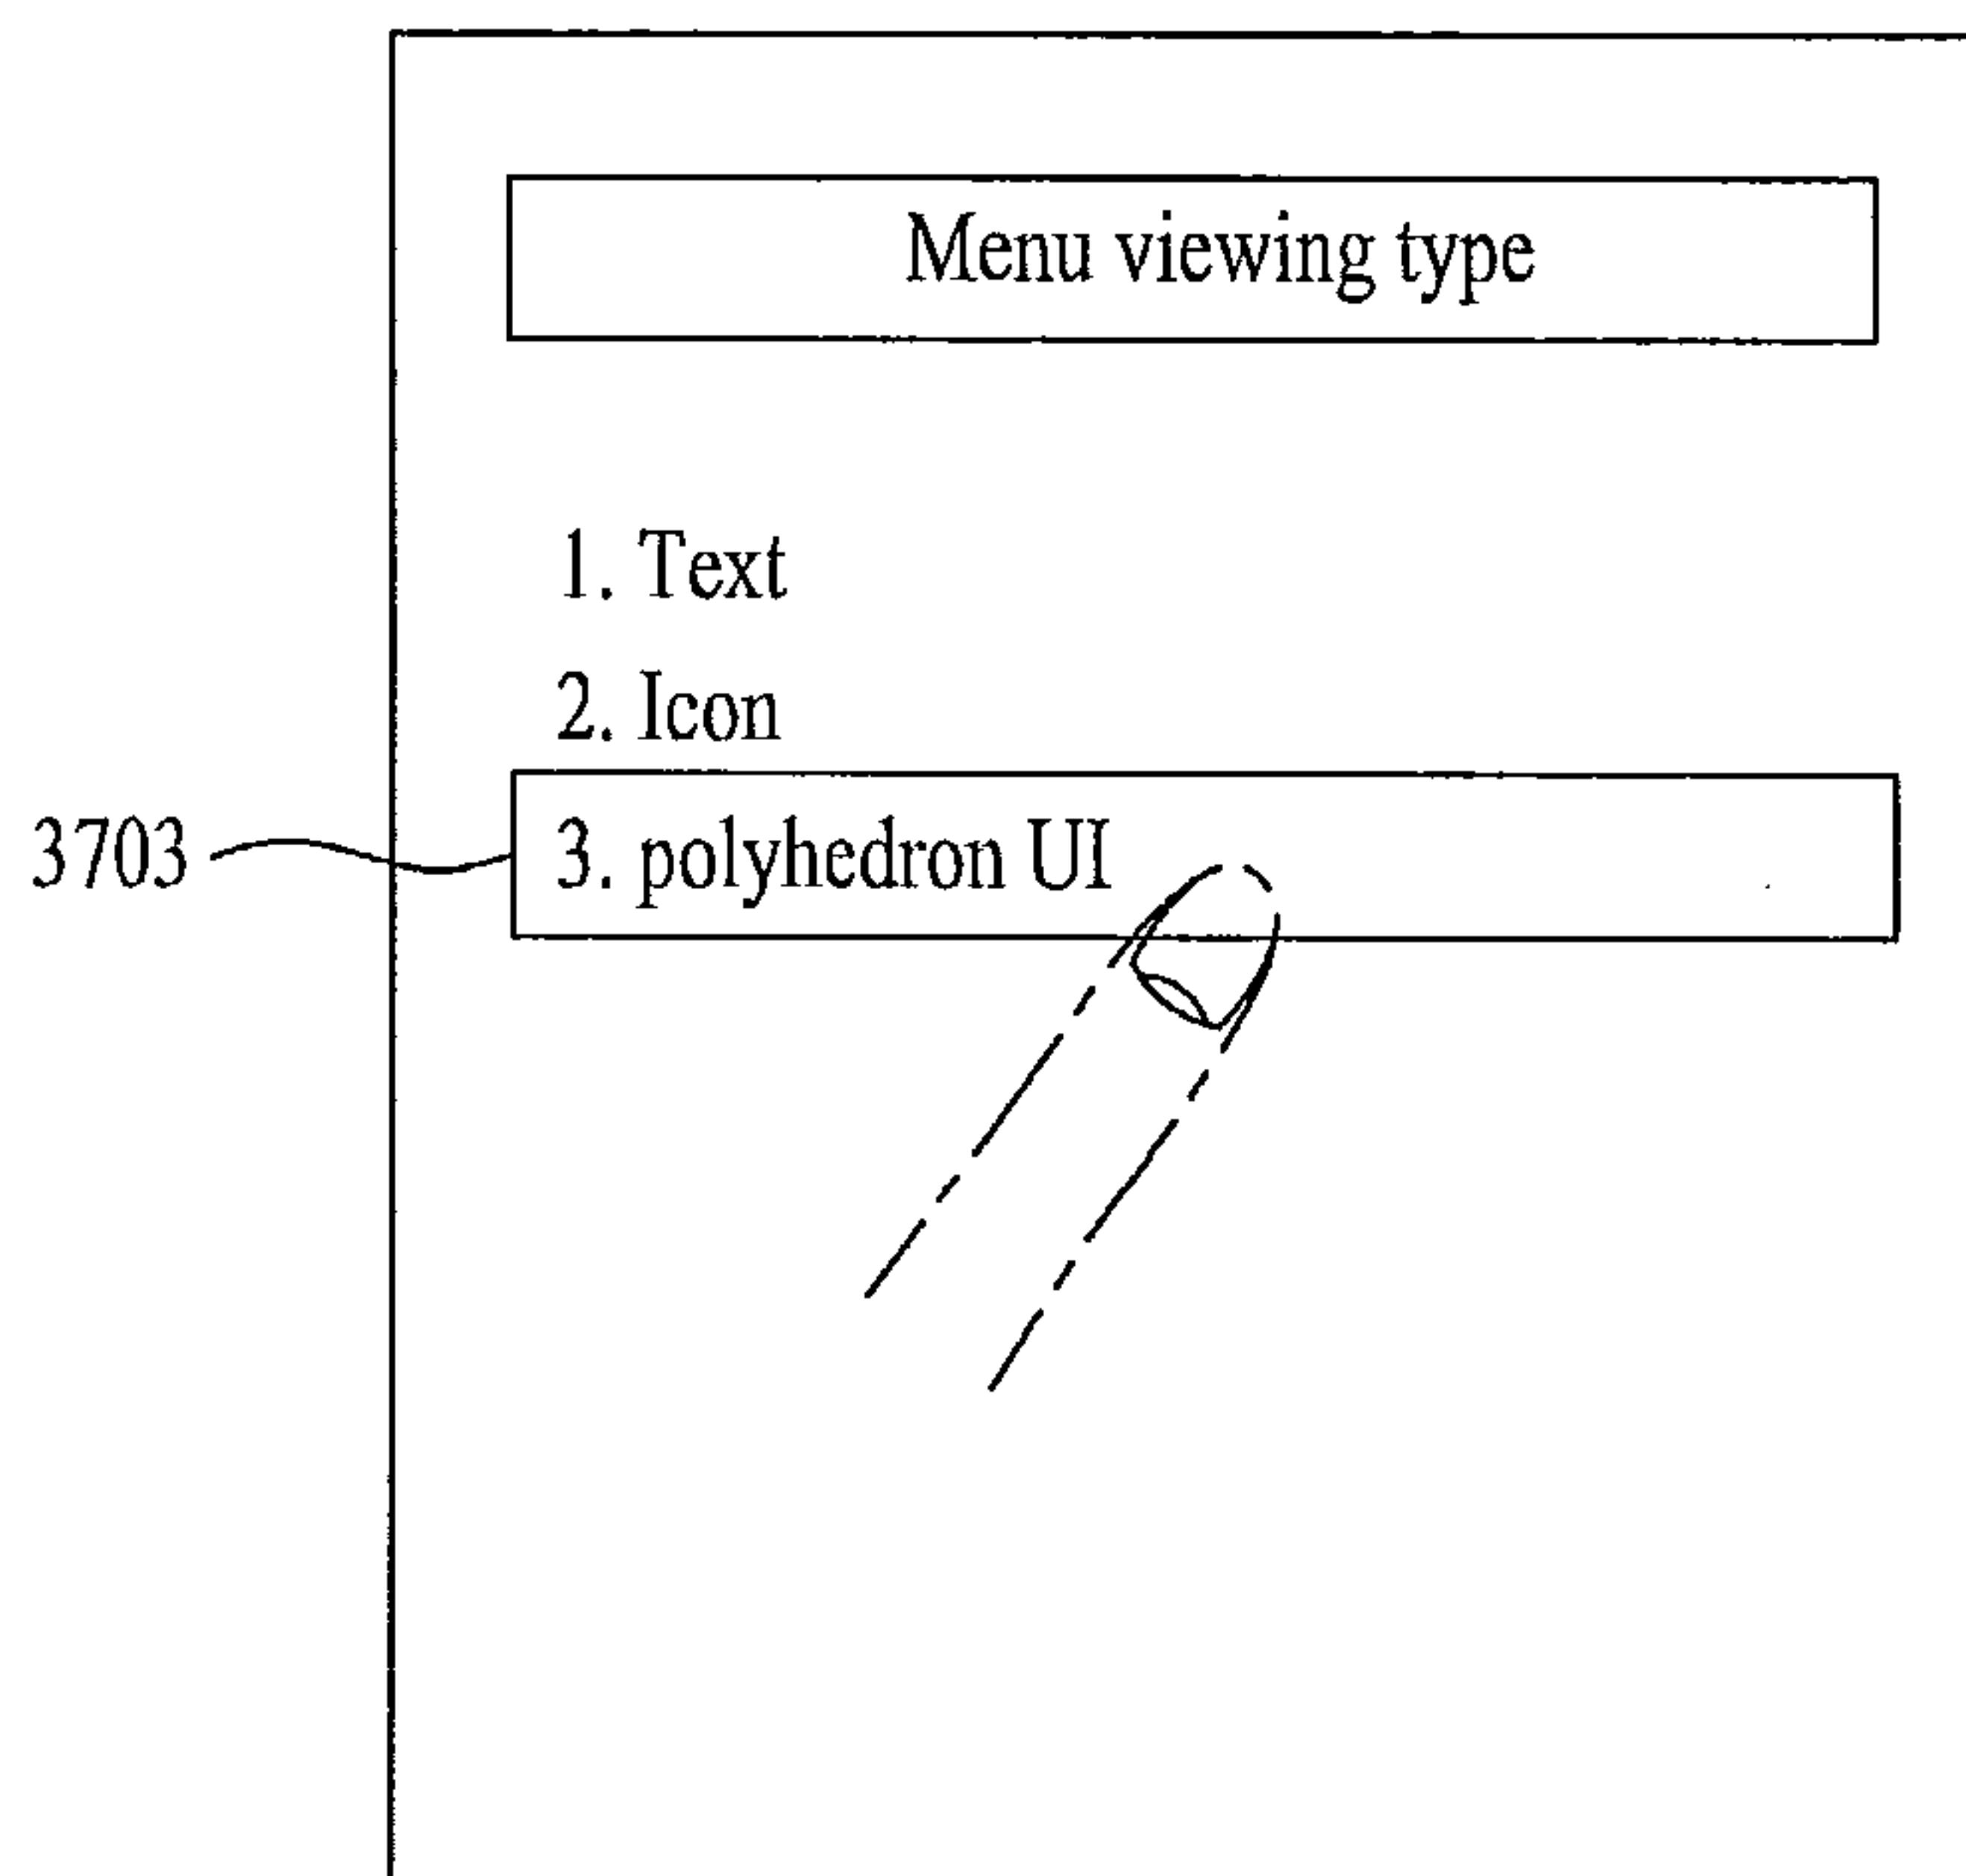 Menu viewing type
1. Text
2. Icon
3703
3. polyhedron UI